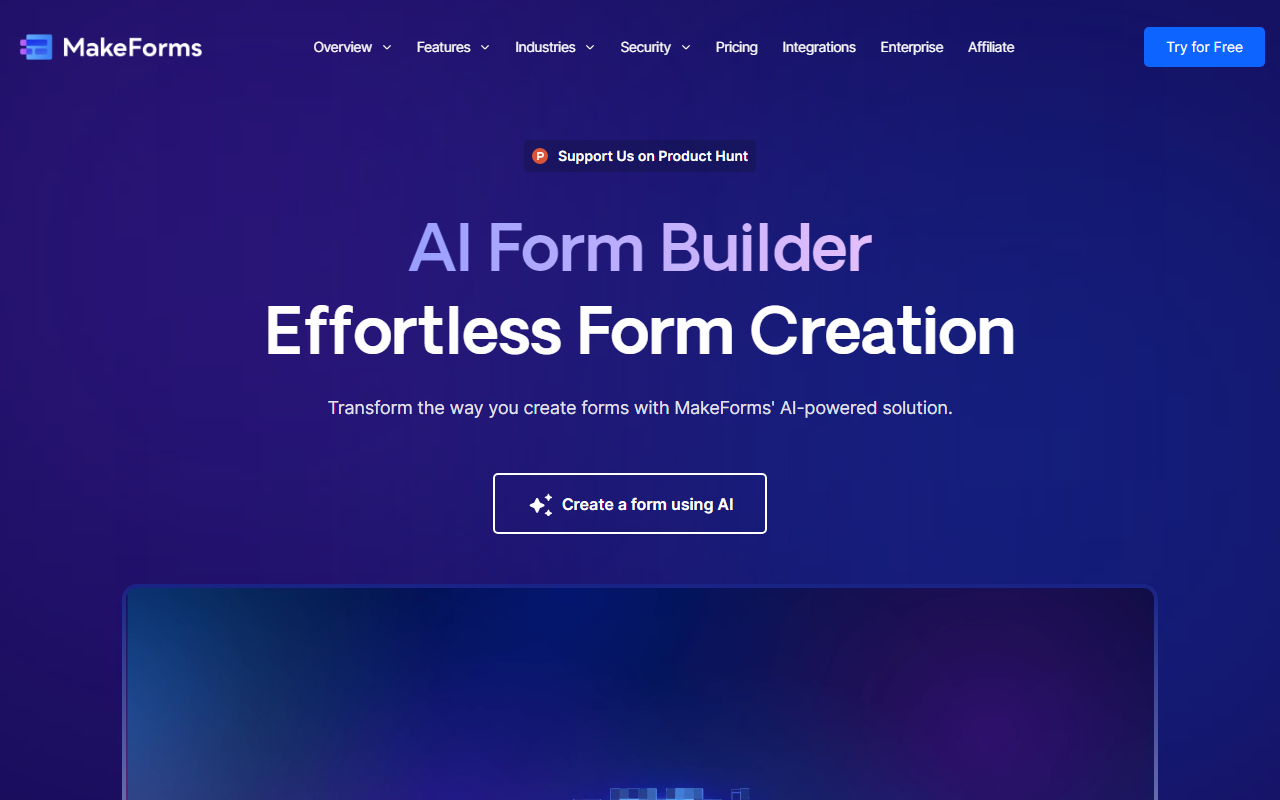 MakeForms
Overview Features Industries Security Pricing Integrations Enterprise Affiliate
Try for Free
P Support Us on Product Hunt
AI Form Builder
Effortless Form Creation
Transform the way you create forms with MakeForms' AI-powered solution.
Create a form using AI